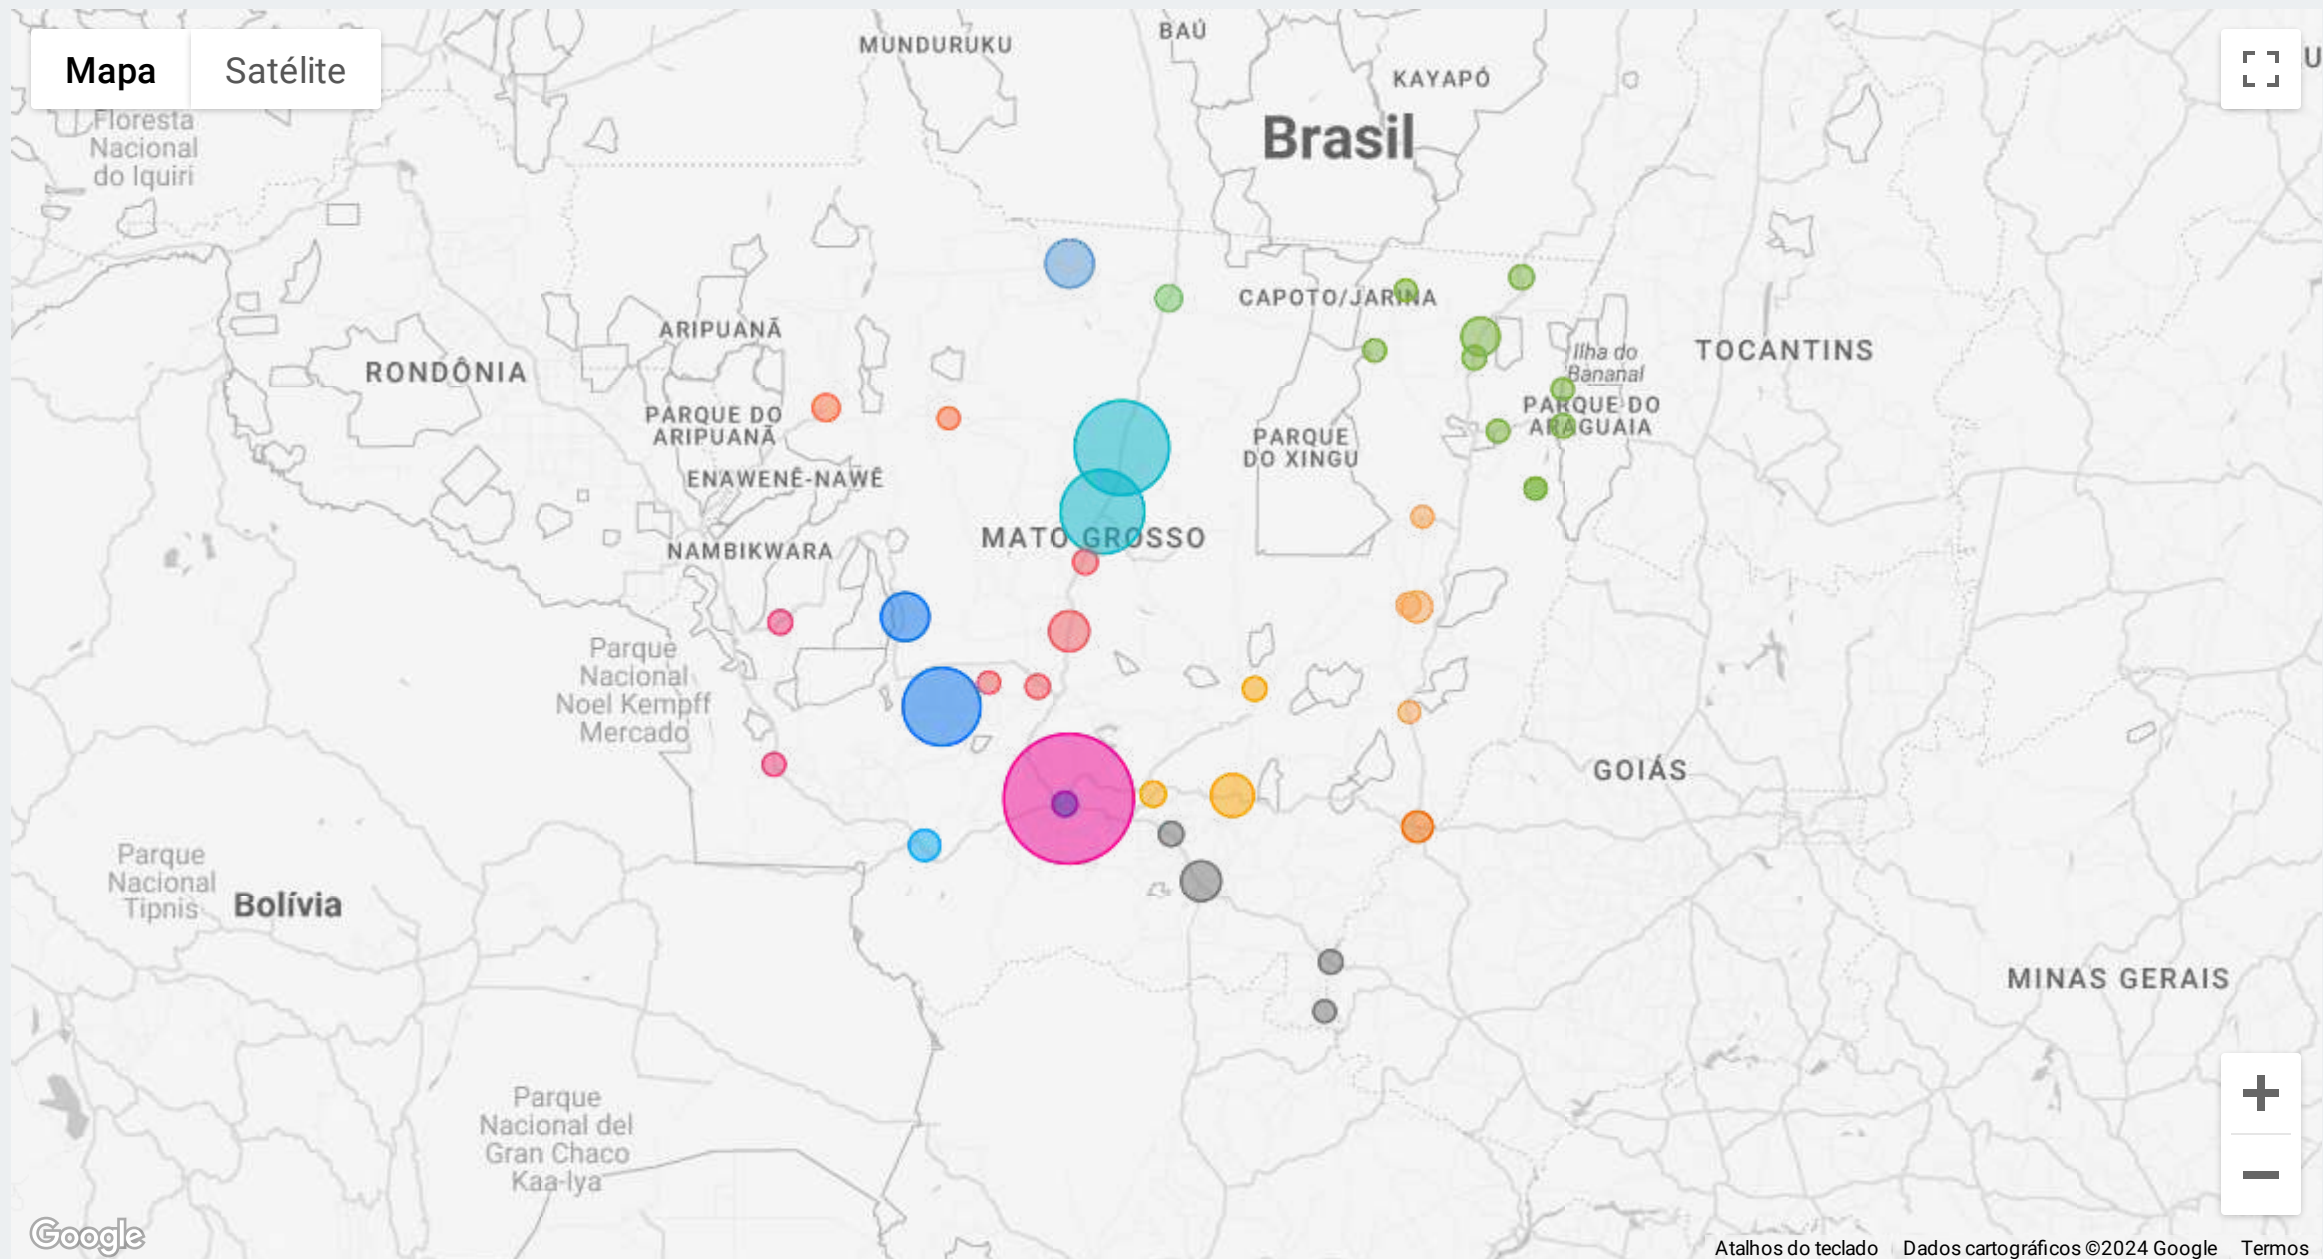 Mapa
Satélite
MUNDURUKU
BAÚ
KAYAPÓ
U
Brasil
Floresta
Nacional
do Iquiri
CAPOTO/JARINA
ARIPUANÃ
RONDÔNIA
TOCANTINS
Ilha do
Bananal
PARQUE DO
ARIPUANÃ
PARQUE DO
ARAGUAIA
PARQUE
DO XINGU
ENAWENÊ-NAWÊ
MATO GROSSO
NAMBIKWARA
Parque
Nacional
Noel Kempff
Mercado
GOIÁS
Parque
Nacional
Tipnis
Bolívia
MINAS GERAIS
Parque
Nacional del
Gran Chaco
Kaa-Iya
Google
Atalhos do teclado
Dados cartográficos ©2024 Google
Termos